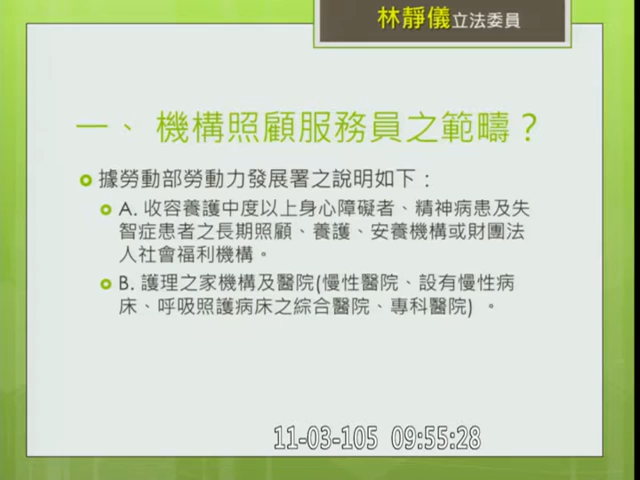 林靜儀立法委員
一、 機構照顧服務員之範疇？
據勞動部勞動力發展署之說明如下：
A. 收容養護中度以上身心障礙者、精神病患及失
智症患者之長期照顧、養護、安養機構或財團法
人社會福利機構。
B. 護理之家機構及醫院(慢性醫院、設有慢性病
床、呼吸照護病床之綜合醫院、專科醫院) 。
11-03-105 09:55:28